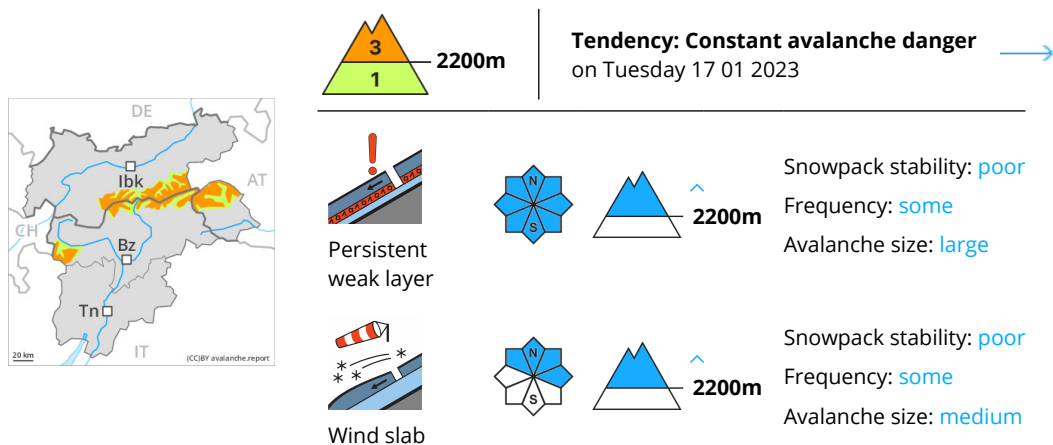 3
1
2200m
Tendency: Constant avalanche danger
on Tuesday 17 01 2023
DE
Ibk
AT
CH
Bz
Tn
IT
20 km
(CC)BY avalanche.report
Persistent
weak layer
N
S
2200m
Snowpack stability: poor
Frequency: some
Avalanche size: large
Wind slab
N
S
2200m
Snowpack stability: poor
Frequency: some
Avalanche size: medium